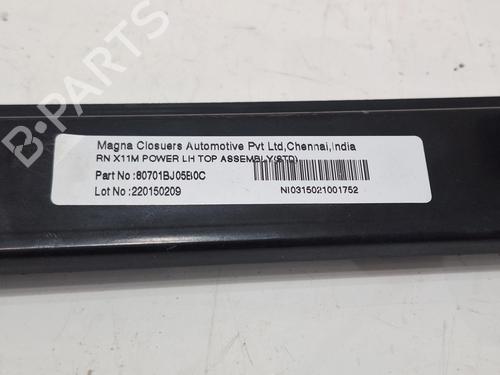 Magna Closuers Automotive Pvt Ltd,Chennai,India
RN X11M POWER LH TOP ASSEMBLY(STD)
Part No :80701BJ05B0C
Lot No :220150209
NI0315021001752